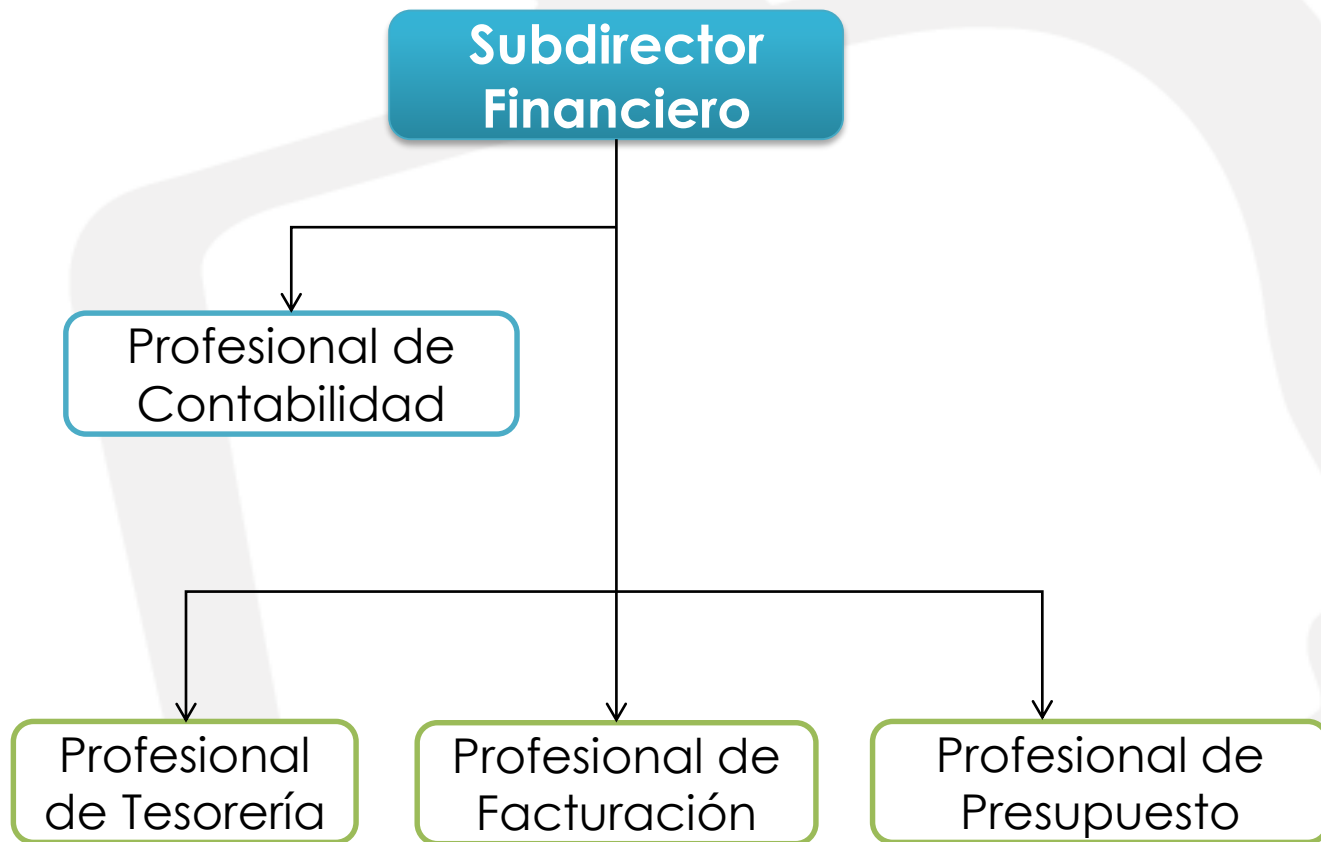 Subdirector
Financiero
Profesional de
Contabilidad
Profesional
de Tesorería
Profesional de
Facturación
Profesional de
Presupuesto